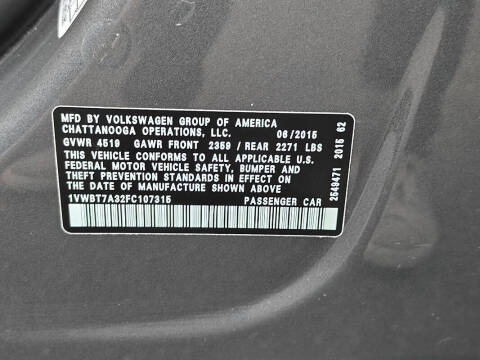 MFD BY VOLKSWAGEN GROUP OF AMERICA
CHATTANOOGA OPERATIONS, LLC. 06/2015
GVWR 4519 GAWR FRONT 2359 / REAR 2271 LBS
THIS VEHICLE CONFORMS TO ALL APPLICABLE U.S.
FEDERAL MOTOR VEHICLE SAFETY, BUMPER AND
THEFT PREVENTION STANDARDS IN EFFECT ON
THE DATE OF MANUFACTURE SHOWN ABOVE.
1VWBT7A32FC107315 PASSENGER CAR
2549471 2015 62